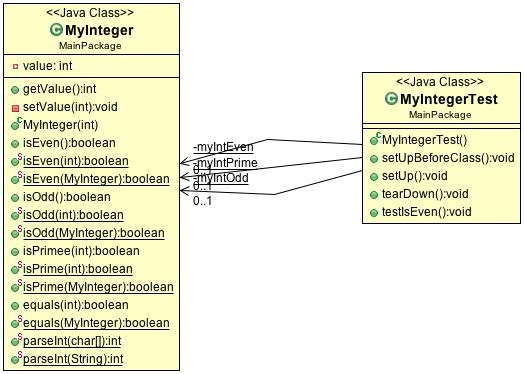 <<Java Class>>
MyInteger
MainPackage
value: int
getValue():int
setValue(int):void
MyInteger(int)
isEven():boolean
isEven(int):boolean
isEven(MyInteger):boolean
isOdd():boolean
isOdd(int):boolean
isOdd(MyInteger):boolean
isPrimee(int):boolean
isPrime(int):boolean
isPrime(MyInteger):boolean
equals(int):boolean
equals(MyInteger):boolean
parseInt(char[]):int
parseInt(String):int
-myIntEven
-myIntPrime
0..1
-myIntOdd
0..1
0..1
<<Java Class>>
MyIntegerTest
MainPackage
MyIntegerTest()
setUpBeforeClass():void
setUp():void
tearDown():void
testIsEven():void